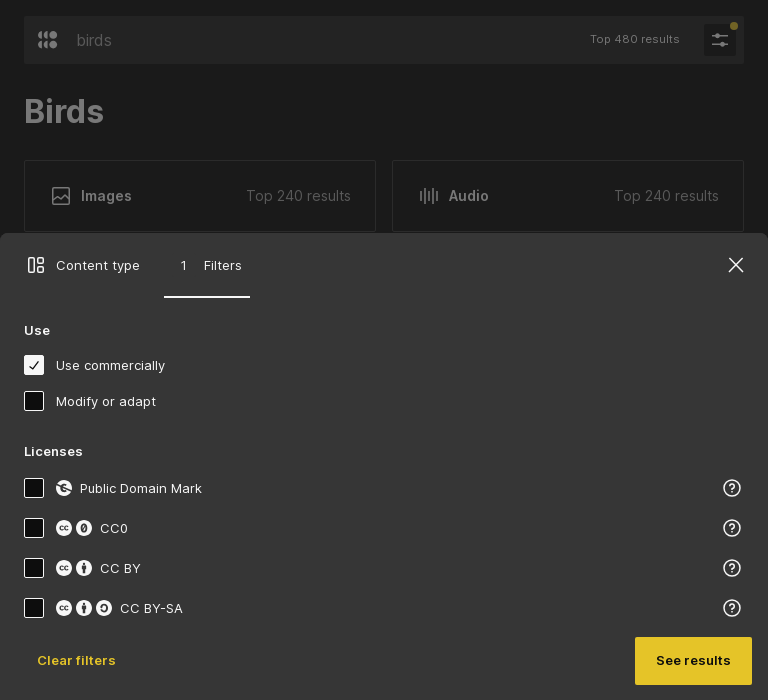 birds
Top 480 results
Birds
Images
Top 240 results
Audio
Top 240 results
Content type
1 Filters
Use
Use commercially
Modify or adapt
Licenses
Public Domain Mark
CC0
CC BY
CC BY-SA
Clear filters
See results